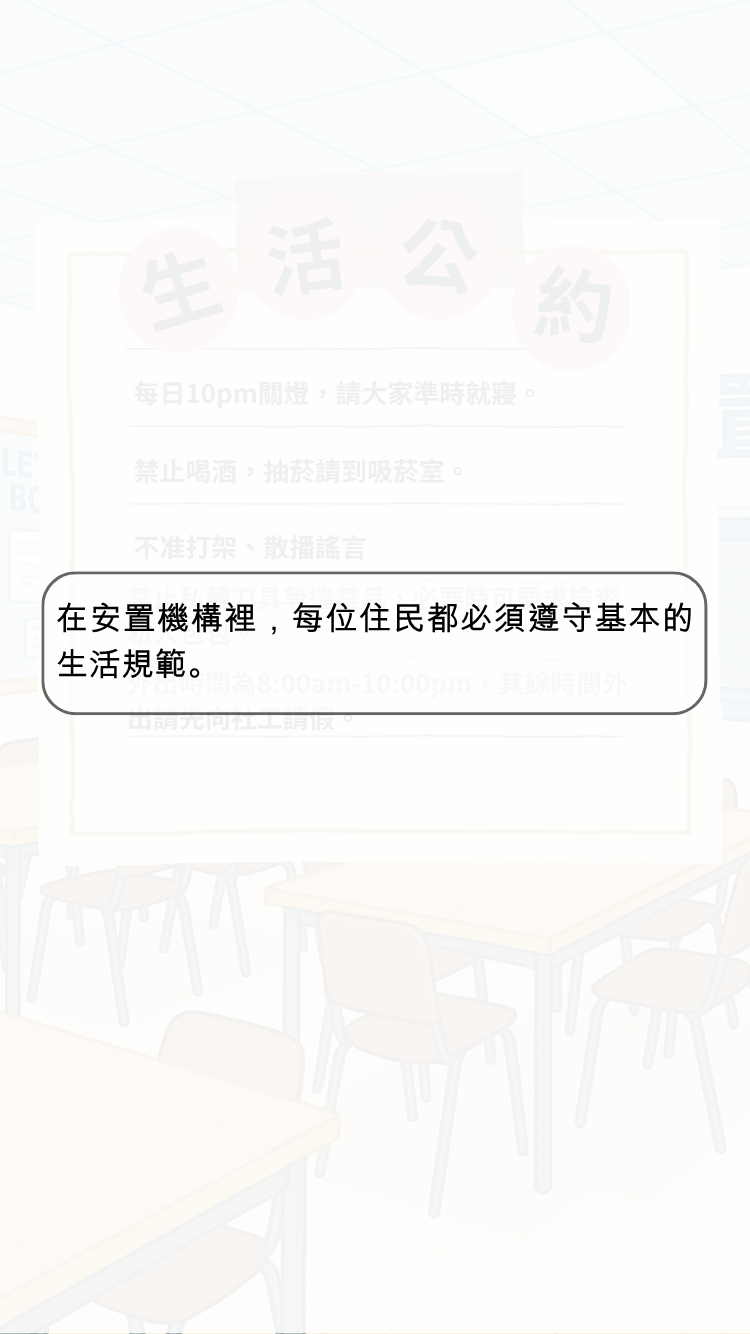 生活公約
每日10pm關燈，請大家準時就寢。
禁止喝酒，抽菸請到吸菸室。
不准打架、散播謠言
禁止私藏刀具等違禁品，必要時可要求檢查
在安置機構裡，每位住民都必須遵守基本的
生活規範。
外出時間為8:00am-10:00pm，其餘時間外
出請先向社工請假。
置
LE
BO